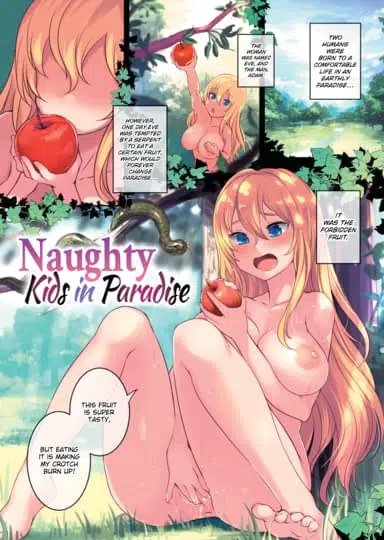 TWO
HUMANS
WERE
BORN TO A
COMFORTABLE
LIFE IN AN
EARTHLY
PARADISE...
THE
WOMAN
WAS NAMED
EVE, AND
THE MAN,
ADAM.
HOWEVER,
ONE DAY EVE
WAS TEMPTED
BY A SERPENT
TO EAT A
CERTAIN FRUIT,
WHICH WOULD
FOREVER
CHANGE
PARADISE.
IT WAS
THE
FORBIDDEN
FRUIT.
Naughty
Kids in Paradise
THIS FRUIT
IS SUPER
TASTY,
BUT EATING
IT IS MAKING
MY CROTCH
BURN UP!